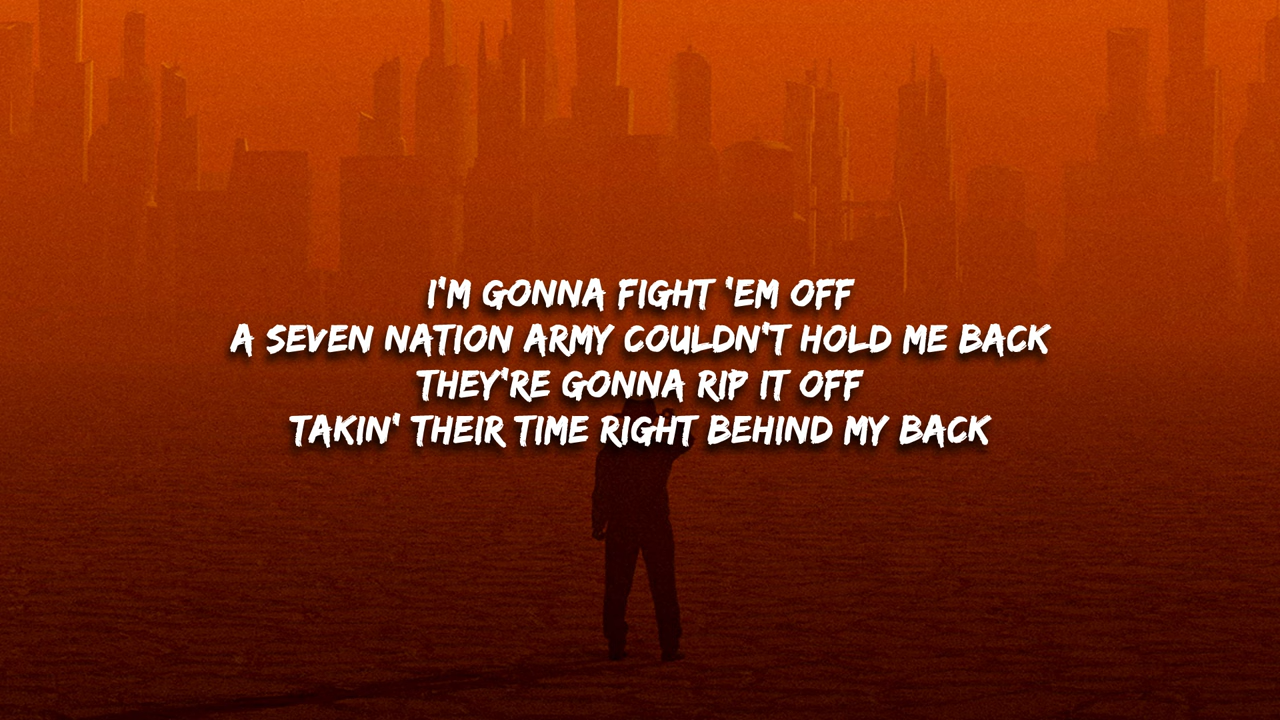 I'M GONNA FIGHT 'EM OFF
A SEVEN NATION ARMY COULDN'T HOLD ME BACK
THEY'RE GONNA RIP IT OFF
TAKIN' THEIR TIME RIGHT BEHIND MY BACK